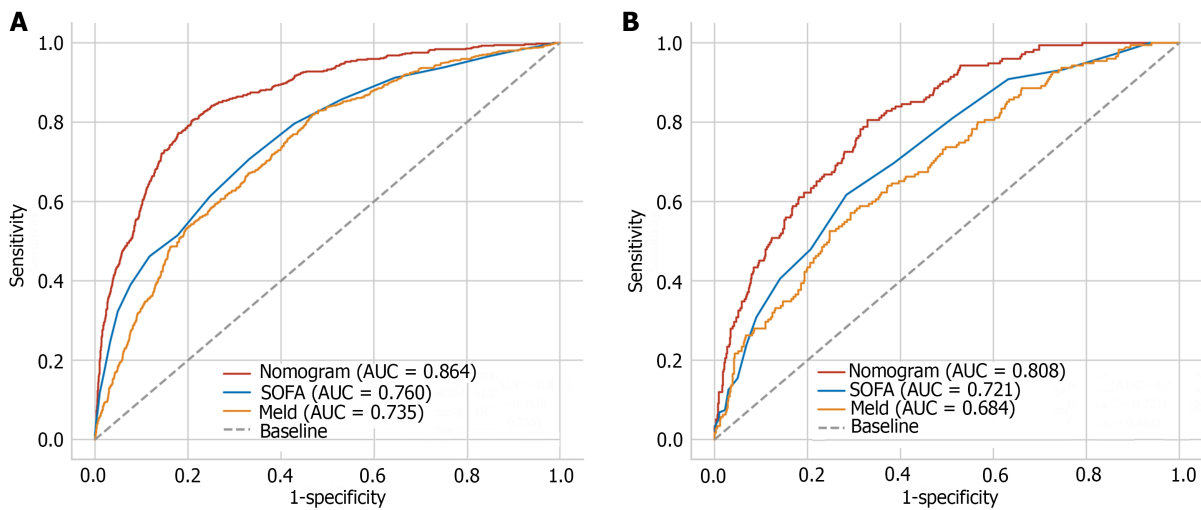 A
1.0
0.8
0.6
0.4
0.2
0.0
Sensitivity
Nomogram (AUC = 0.864)
SOFA (AUC = 0.760)
Meld (AUC = 0.735)
Baseline
0.0 0.2 0.4 0.6 0.8 1.0
1-specificity
B
1.0
0.8
0.6
0.4
0.2
0.0
Sensitivity
Nomogram (AUC = 0.808)
SOFA (AUC = 0.721)
Meld (AUC = 0.684)
Baseline
0.0 0.2 0.4 0.6 0.8 1.0
1-specificity